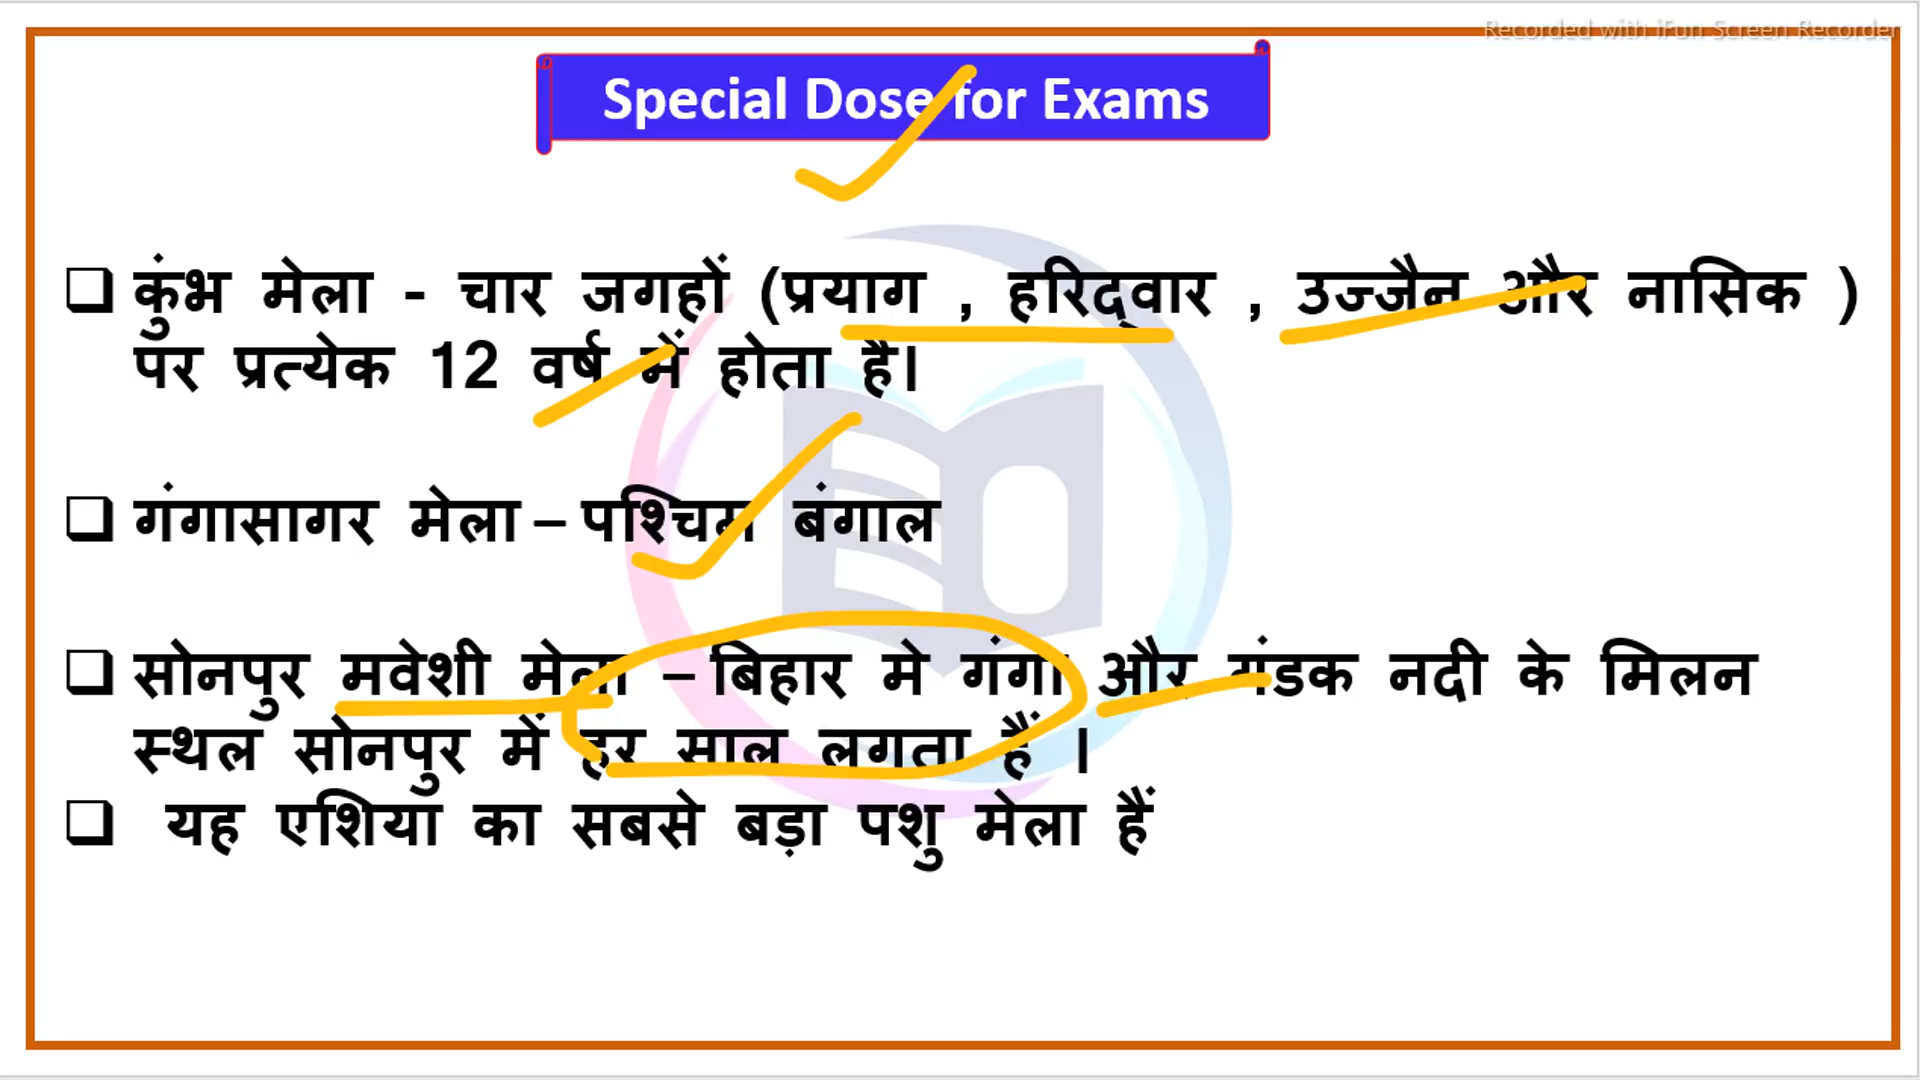 Recorded with iFun Screen Recorder
Special Dose for Exams
कुंभ मेला - चार जगहों (प्रयाग , हरिद्वार , उज्जैन और नासिक )
पर प्रत्येक 12 वर्ष में होता है।
गंगासागर मेला – पश्चिम बंगाल
सोनपुर मवेशी मेला – बिहार मे गंगा और गंडक नदी के मिलन
स्थल सोनपुर में हर साल लगता हैं ।
यह एशिया का सबसे बड़ा पशु मेला हैं